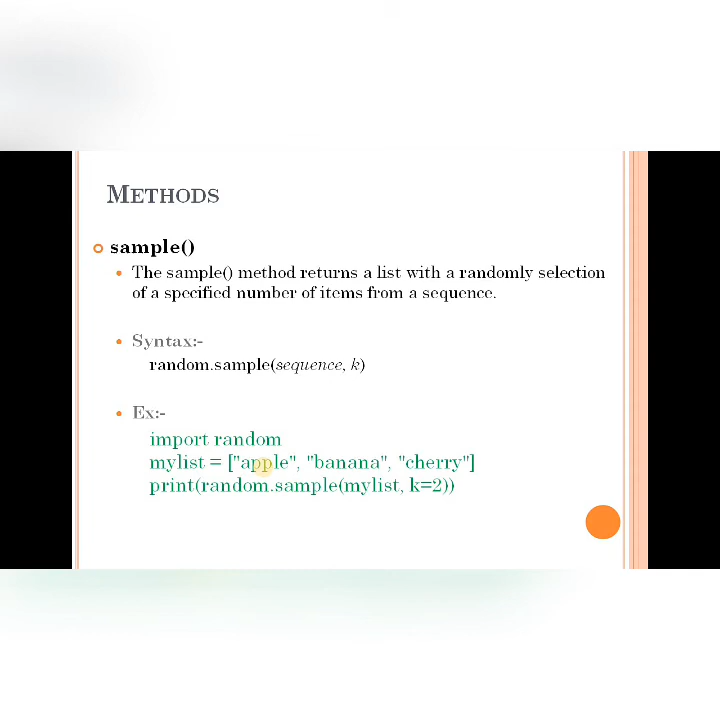 METHODS
sample()
The sample() method returns a list with a randomly selection
of a specified number of items from a sequence.
Syntax:-
random.sample(sequence, k)
Ex:-
import random
mylist = ["apple", "banana", "cherry"]
print(random.sample(mylist, k=2))